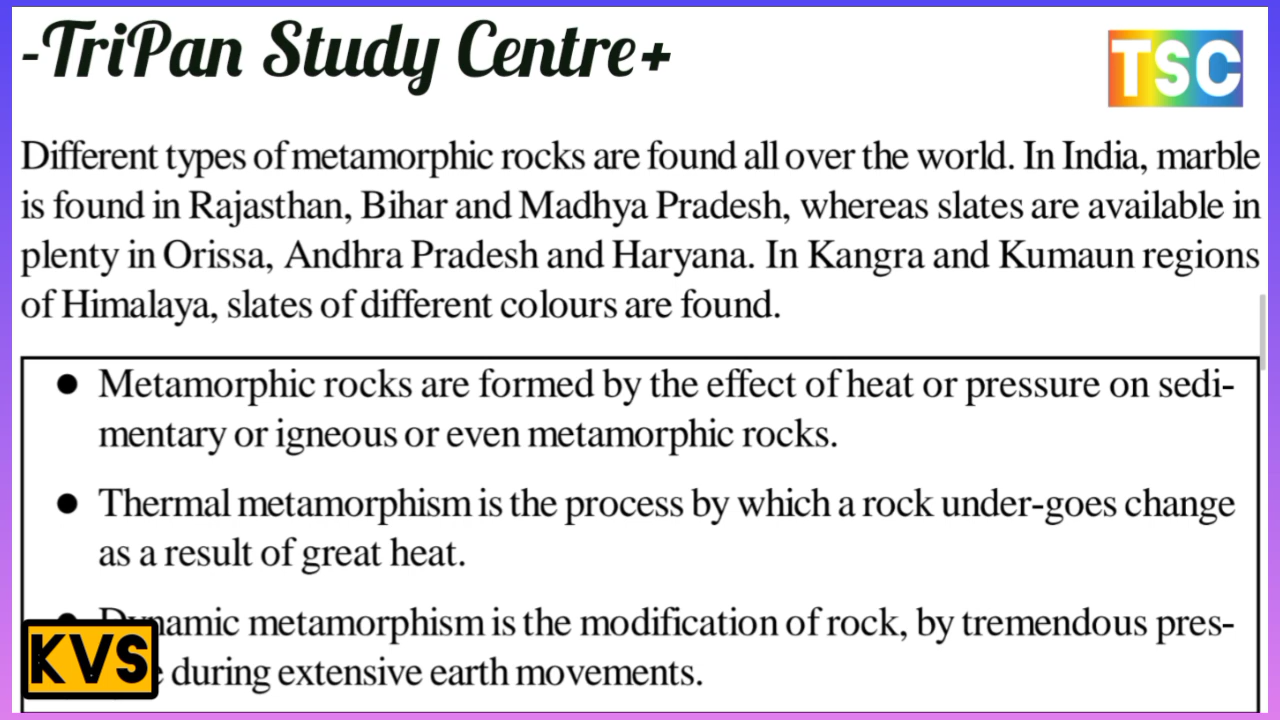 -TriPan Study Centre+
TSC
Different types of metamorphic rocks are found all over the world. In India, marble
is found in Rajasthan, Bihar and Madhya Pradesh, whereas slates are available in
plenty in Orissa, Andhra Pradesh and Haryana. In Kangra and Kumaun regions
of Himalaya, slates of different colours are found.
● Metamorphic rocks are formed by the effect of heat or pressure on sedi-
mentary or igneous or even metamorphic rocks.
● Thermal metamorphism is the process by which a rock under-goes change
as a result of great heat.
● Dynamic metamorphism is the modification of rock, by tremendous pres-
during extensive earth movements.
KVS